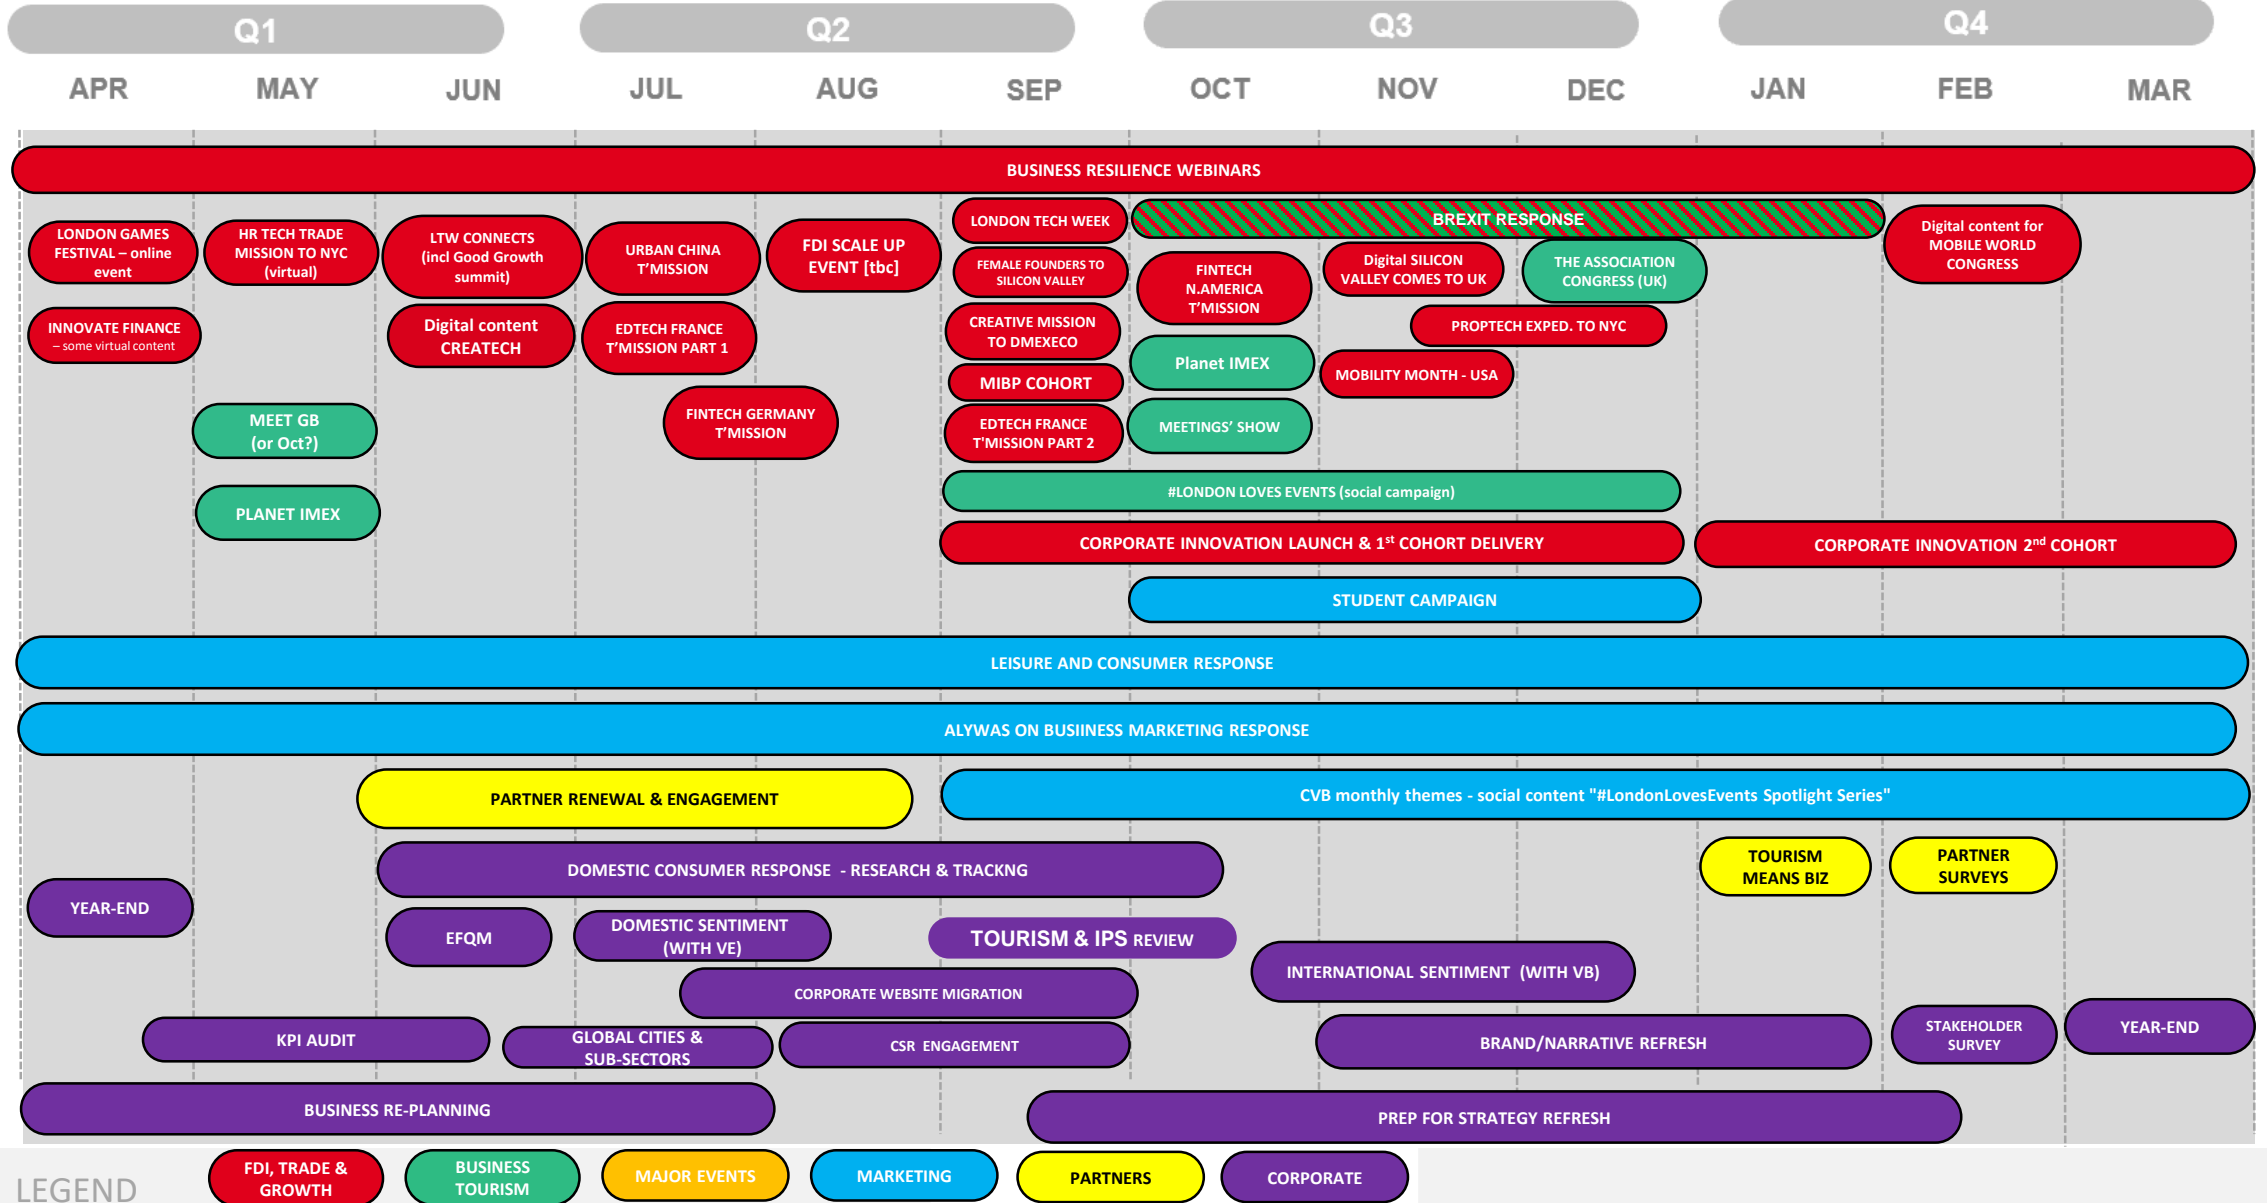 Q1
Q2
Q3
Q4
APR
MAY
JUN
JUL
AUG
SEP
OCT
NOV
DEC
JAN
FEB
MAR
BUSINESS RESILIENCE WEBINARS
LONDON GAMES
FESTIVAL – online
event
HR TECH TRADE
MISSION TO NYC
(virtual)
LTW CONNECTS
(incl Good Growth
summit)
URBAN CHINA
T'MISSION
FDI SCALE UP
EVENT [tbc]
LONDON TECH WEEK
BREXIT RESPONSE
Digital content for
MOBILE WORLD
CONGRESS
FEMALE FOUNDERS TO
SILICON VALLEY
FINTECH
N.AMERICA
T'MISSION
Digital SILICON
VALLEY COMES TO UK
THE ASSOCIATION
CONGRESS (UK)
INNOVATE FINANCE
– some virtual content
Digital content
CREATECH
EDTECH FRANCE
T'MISSION PART 1
CREATIVE MISSION
TO DMEXECO
PROPTECH EXPED. TO NYC
Planet IMEX
MIBP COHORT
MOBILITY MONTH - USA
MEET GB
(or Oct?)
FINTECH GERMANY
T'MISSION
EDTECH FRANCE
T'MISSION PART 2
MEETINGS' SHOW
PLANET IMEX
#LONDON LOVES EVENTS (social campaign)
CORPORATE INNOVATION LAUNCH & 1st COHORT DELIVERY
CORPORATE INNOVATION 2nd COHORT
STUDENT CAMPAIGN
LEISURE AND CONSUMER RESPONSE
ALYWAS ON BUSIINESS MARKETING RESPONSE
PARTNER RENEWAL & ENGAGEMENT
CVB monthly themes - social content "#LondonLovesEvents Spotlight Series"
DOMESTIC CONSUMER RESPONSE - RESEARCH & TRACKNG
TOURISM
MEANS BIZ
PARTNER
SURVEYS
YEAR-END
EFQM
DOMESTIC SENTIMENT
(WITH VE)
TOURISM & IPS REVIEW
INTERNATIONAL SENTIMENT (WITH VB)
CORPORATE WEBSITE MIGRATION
KPI AUDIT
GLOBAL CITIES &
SUB-SECTORS
CSR ENGAGEMENT
BRAND/NARRATIVE REFRESH
STAKEHOLDER
SURVEY
YEAR-END
BUSINESS RE-PLANNING
PREP FOR STRATEGY REFRESH
LEGEND
FDI, TRADE &
GROWTH
BUSINESS
TOURISM
MAJOR EVENTS
MARKETING
PARTNERS
CORPORATE